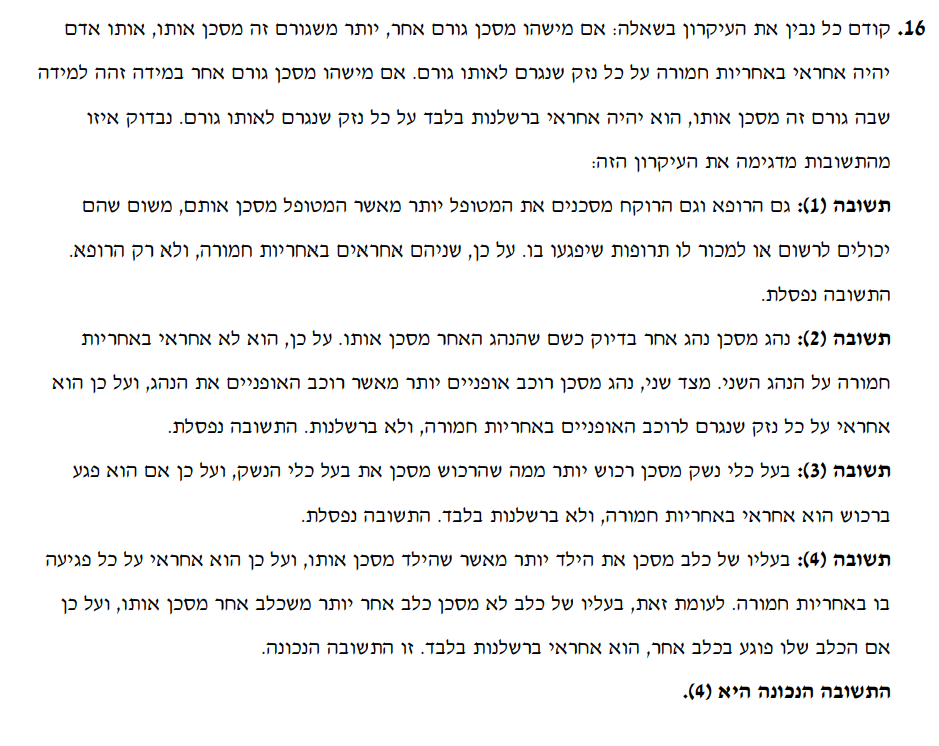 16. קודם כל נבין את העיקרון בשאלה: אם מישהו מסכן גורם אחר, יותר משגורם זה מסכן אותו, אותו אדם
יהיה אחראי באחריות חמורה על כל נזק שנגרם לאותו גורם. אם מישהו מסכן גורם אחר במידה זהה למידה
שבה גורם זה מסכן אותו, הוא יהיה אחראי ברשלנות בלבד על כל נזק שנגרם לאותו גורם. נבדוק איזו
מהתשובות מדגימה את העיקרון הזה:
תשובה (1): גם הרופא וגם הרוקח מסכנים את המטופל יותר מאשר המטופל מסכן אותם, משום שהם
יכולים לרשום או למכור לו תרופות שיפגעו בו. על כן, שניהם אחראים באחריות חמורה, ולא רק הרופא.
התשובה נפסלת.
תשובה (2): נהג מסכן נהג אחר בדיוק כשם שהנהג האחר מסכן אותו. על כן, הוא לא אחראי באחריות
חמורה על הנהג השני. מצד שני, נהג מסכן רוכב אופניים יותר מאשר רוכב האופניים את הנהג, ועל כן הוא
אחראי על כל נזק שנגרם לרוכב האופניים באחריות חמורה, ולא ברשלנות. התשובה נפסלת.
תשובה (3): בעל כלי נשק מסכן רכוש יותר ממה שהרכוש מסכן את בעל כלי הנשק, ועל כן אם הוא פגע
ברכוש הוא אחראי באחריות חמורה, ולא ברשלנות בלבד. התשובה נפסלת.
תשובה (4): בעליו של כלב מסכן את הילד יותר מאשר שהילד מסכן אותו, ועל כן הוא אחראי על כל פגיעה
בו באחריות חמורה. לעומת זאת, בעליו של כלב לא מסכן כלב אחר יותר משכלב אחר מסכן אותו, ועל כן
אם הכלב שלו פוגע בכלב אחר, הוא אחראי ברשלנות בלבד. זו התשובה הנכונה.
התשובה הנכונה היא (4).